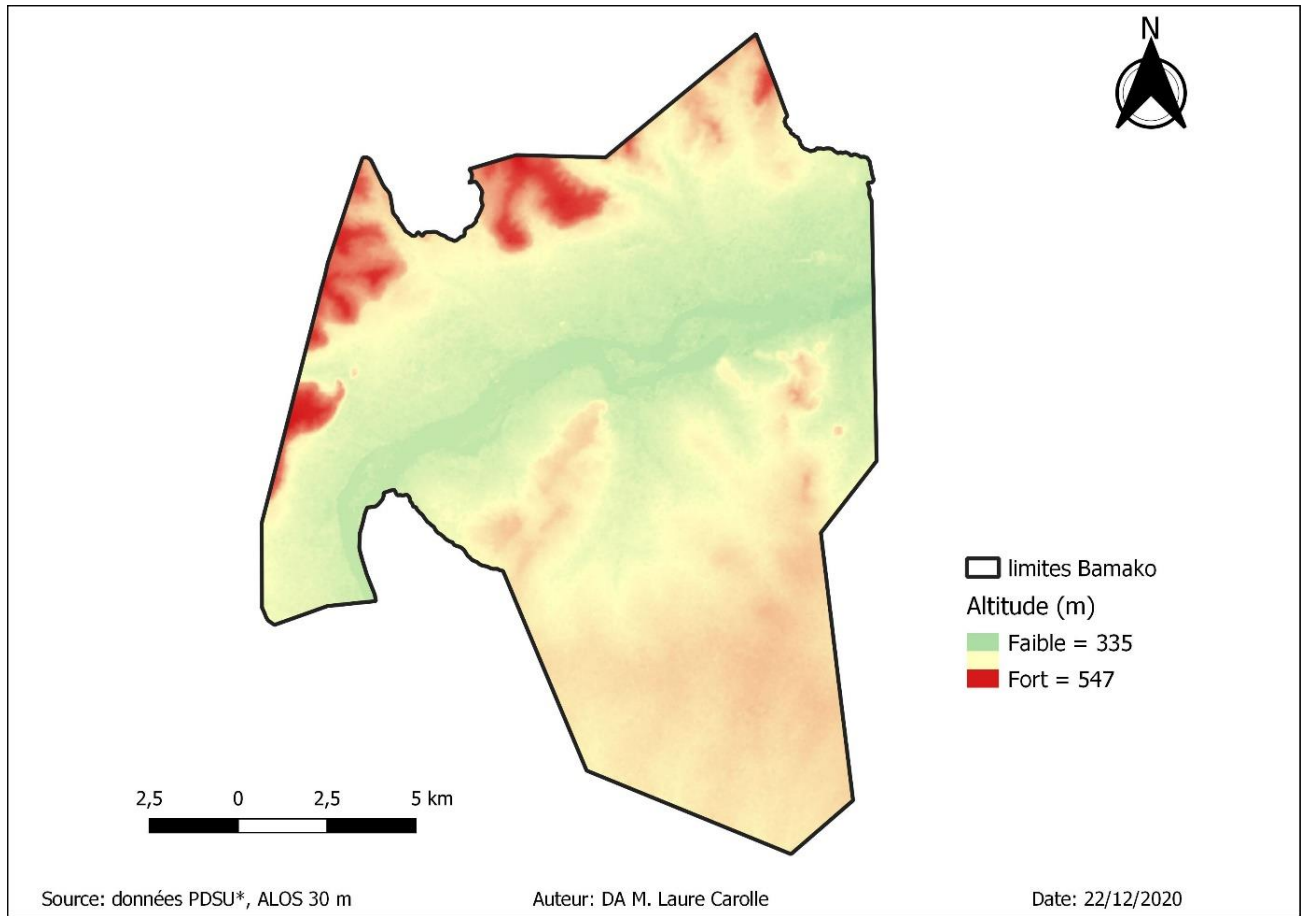 N
limites Bamako
Altitude (m)
Faible = 335
Fort = 547
2,5 0 2,5 5 km
Source: données PDSU*, ALOS 30 m Auteur: DA M. Laure Carolle Date: 22/12/2020